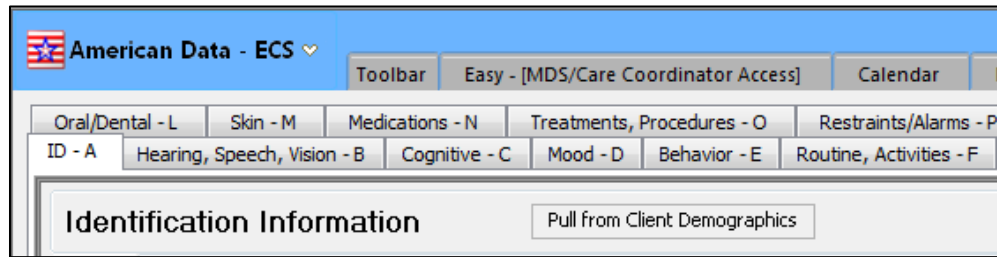 American Data - ECS
Toolbar Easy - [MDS/Care Coordinator Access] Calendar
Oral/Dental - L Skin - M Medications - N Treatments, Procedures - O Restraints/Alarms - P
ID - A Hearing, Speech, Vision - B Cognitive - C Mood - D Behavior - E Routine, Activities - F
Identification Information Pull from Client Demographics